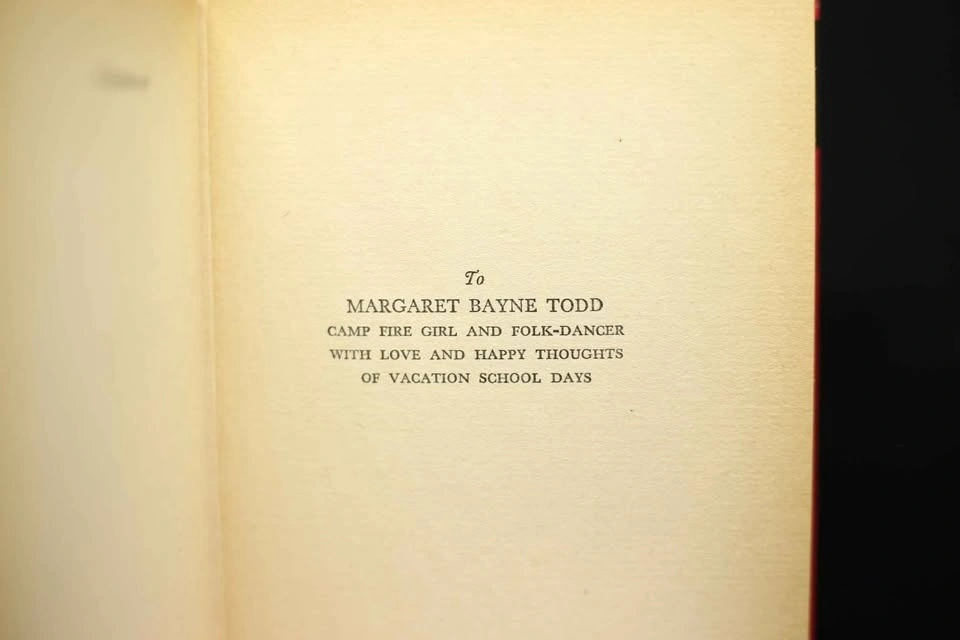 To
MARGARET BAYNE TODD
CAMP FIRE GIRL AND FOLK-DANCER
WITH LOVE AND HAPPY THOUGHTS
OF VACATION SCHOOL DAYS